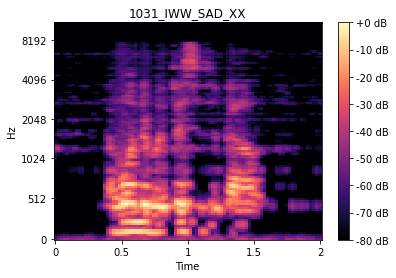 1031_IWW_SAD_XX
8192
4096
2048
1024
512
0
Hz
0
0.5
1
1.5
2
Time
+0 dB
-10 dB
-20 dB
-30 dB
-40 dB
-50 dB
-60 dB
-70 dB
-80 dB